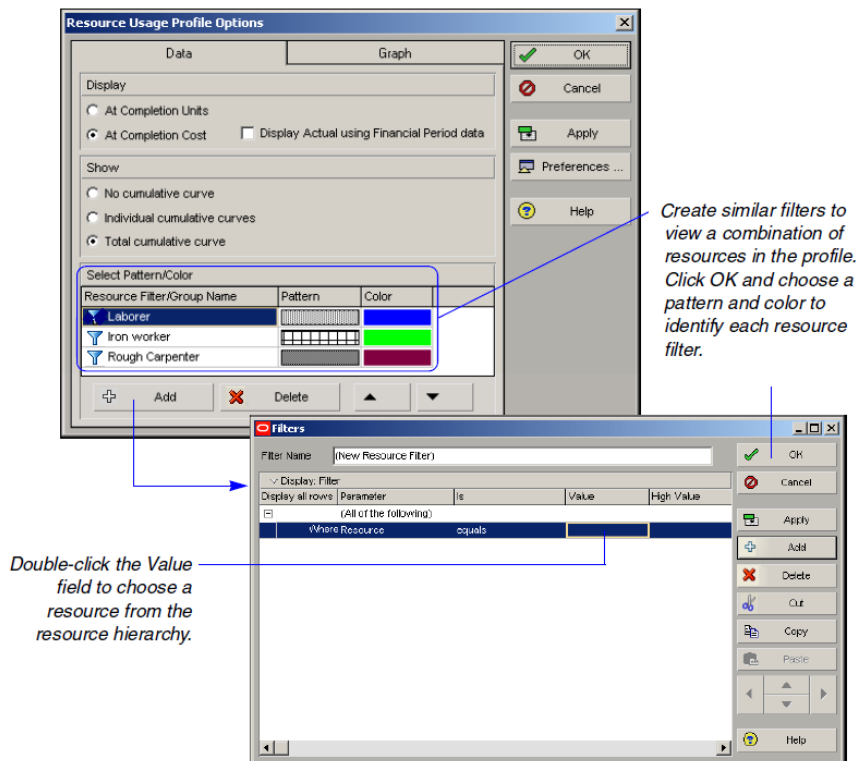 Resource Usage Profile Options
Data Graph
OK
Display
Cancel
At Completion Units
At Completion Cost Display Actual using Financial Period data
Apply
Show
Preferences ...
No cumulative curve
Individual cumulative curves
Help
Total cumulative curve
Select Pattern/Color
Resource Filter/Group Name Pattern Color
Laborer
Iron worker
Rough Carpenter
Add Delete
Create similar filters to
view a combination of
resources in the profile.
Click OK and choose a
pattern and color to
identify each resource
filter.
Filters
Filter Name (New Resource Filter)
OK
Display: Filter
Cancel
Display all rows Parameter Is Value High Value
(All of the following)
Apply
Where Resource equals
Add
Delete
Cut
Copy
Paste
Help
Double-click the Value
field to choose a
resource from the
resource hierarchy.